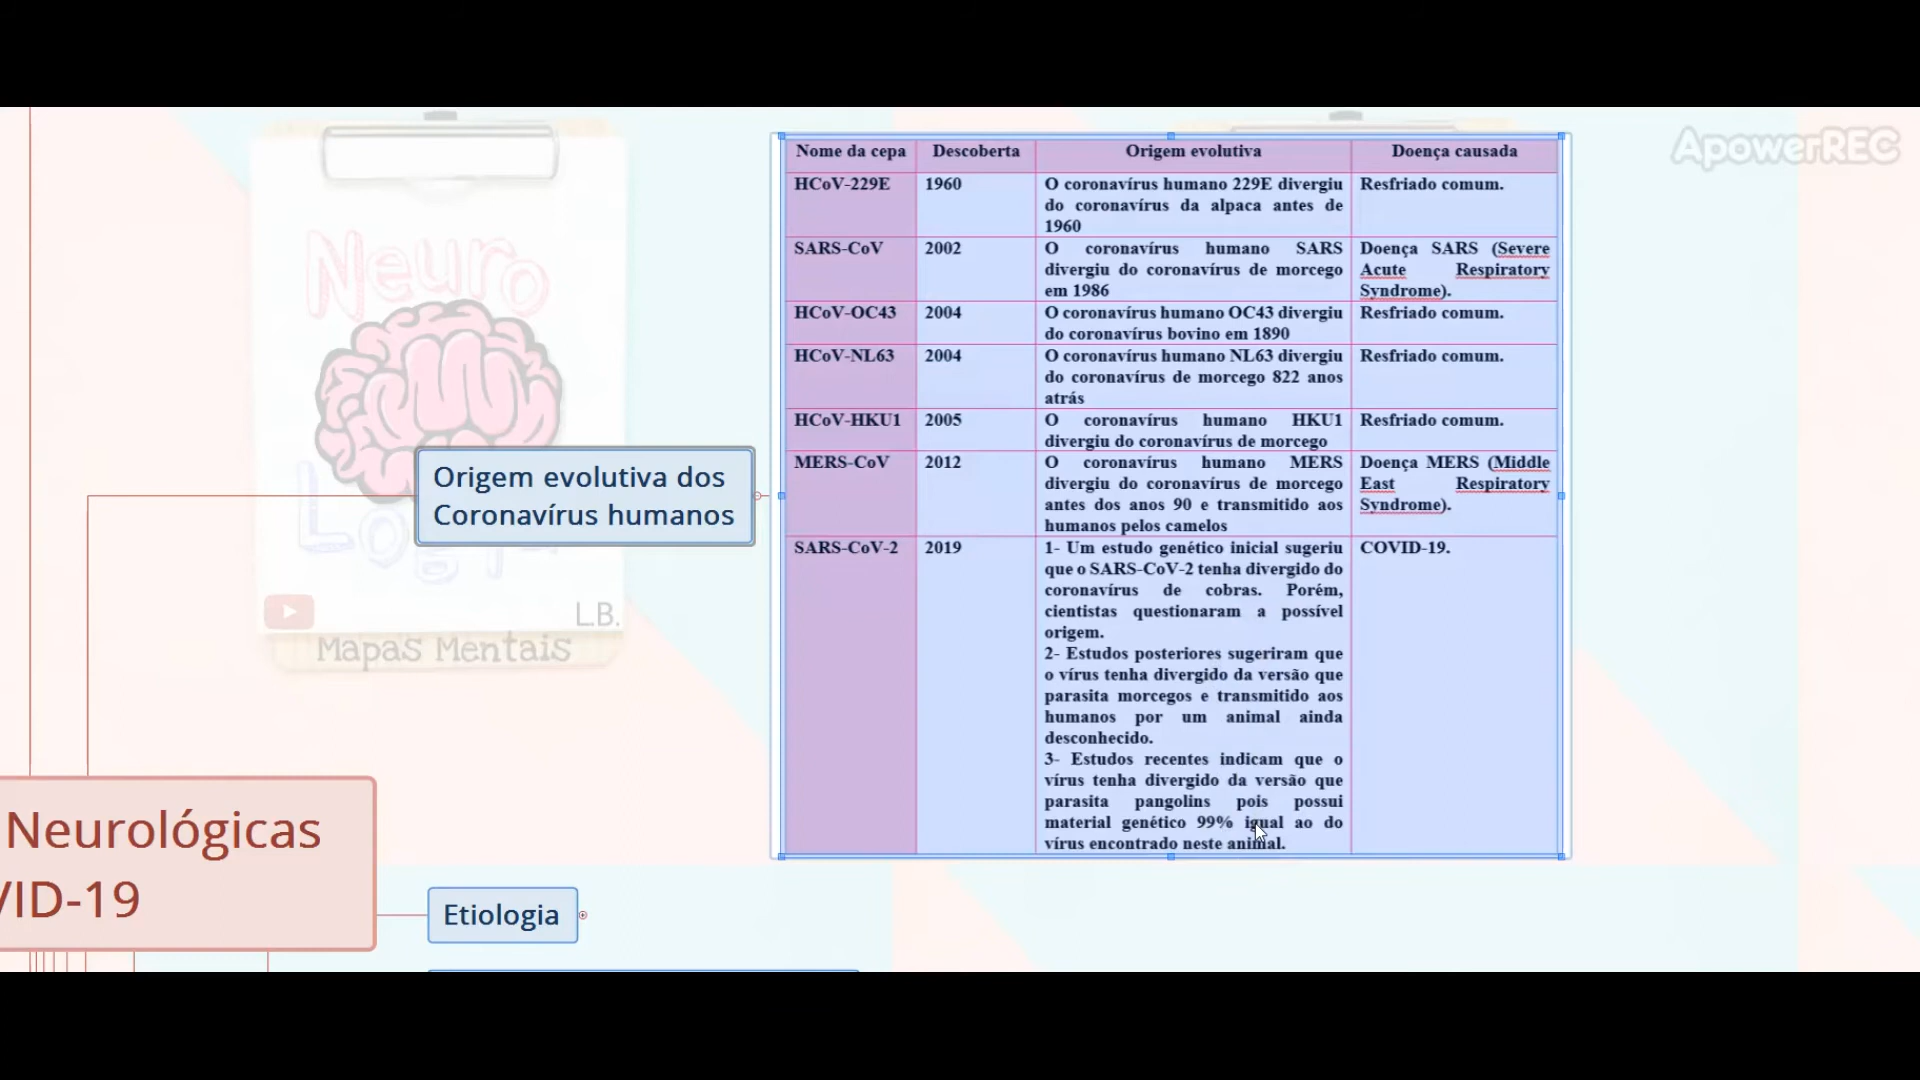 ApowerREC
Neuro
Logia
L.B.
Mapas Mentais
Origem evolutiva dos
Coronavírus humanos
Neurológicas
VID-19
Etiologia
Nome da cepa Descoberta Origem evolutiva Doença causada
HCoV-229E 1960 O coronavírus humano 229E divergiu Resfriado comum.
do coronavírus da alpaca antes de
1960
SARS-CoV 2002 O coronavírus humano SARS Doença SARS (Severe
divergiu do coronavírus de morcego Acute Respiratory
em 1986 Syndrome).
HCoV-OC43 2004 O coronavírus humano OC43 divergiu Resfriado comum.
do coronavírus bovino em 1890
HCoV-NL63 2004 O coronavírus humano NL63 divergiu Resfriado comum.
do coronavírus de morcego 822 anos
atrás
HCoV-HKU1 2005 O coronavírus humano HKU1 Resfriado comum.
divergiu do coronavírus de morcego
MERS-CoV 2012 O coronavírus humano MERS Doença MERS (Middle
divergiu do coronavírus de morcego East Respiratory
antes dos anos 90 e transmitido aos Syndrome).
humanos pelos camelos
SARS-CoV-2 2019 1- Um estudo genético inicial sugeriu COVID-19.
que o SARS-CoV-2 tenha divergido do
coronavírus de cobras. Porém,
cientistas questionaram a possível
origem.
2- Estudos posteriores sugeriram que
o vírus tenha divergido da versão que
parasita morcegos e transmitido aos
humanos por um animal ainda
desconhecido.
3- Estudos recentes indicam que o
vírus tenha divergido da versão que
parasita pangolins pois possui
material genético 99% igual ao do
vírus encontrado neste animal.